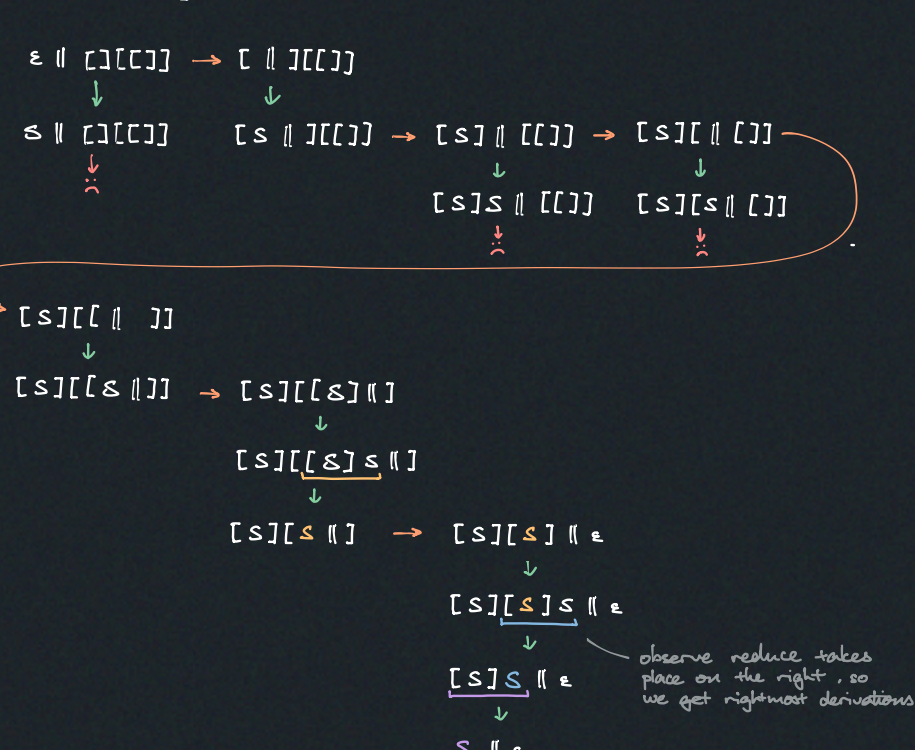 ε || [][[]] → [ || ][[]]
↓ ↓
S || [][[]] [S || ][[]] → [S] || [[]] → [S][ || []]
↓ ↓ ↓
[S]S || [[]] [S][S || []]
↓ ↓
→ [S][[ || ]]
↓
[S][[S || ]] → [S][[S] || ]
↓
[S][[S]S || ]
↓
[S][S || ] → [S][S] || ε
↓
[S][S]S || ε
↓
observe reduce takes
place on the right, so
[S]S || ε
we get rightmost derivations
↓
S || ε